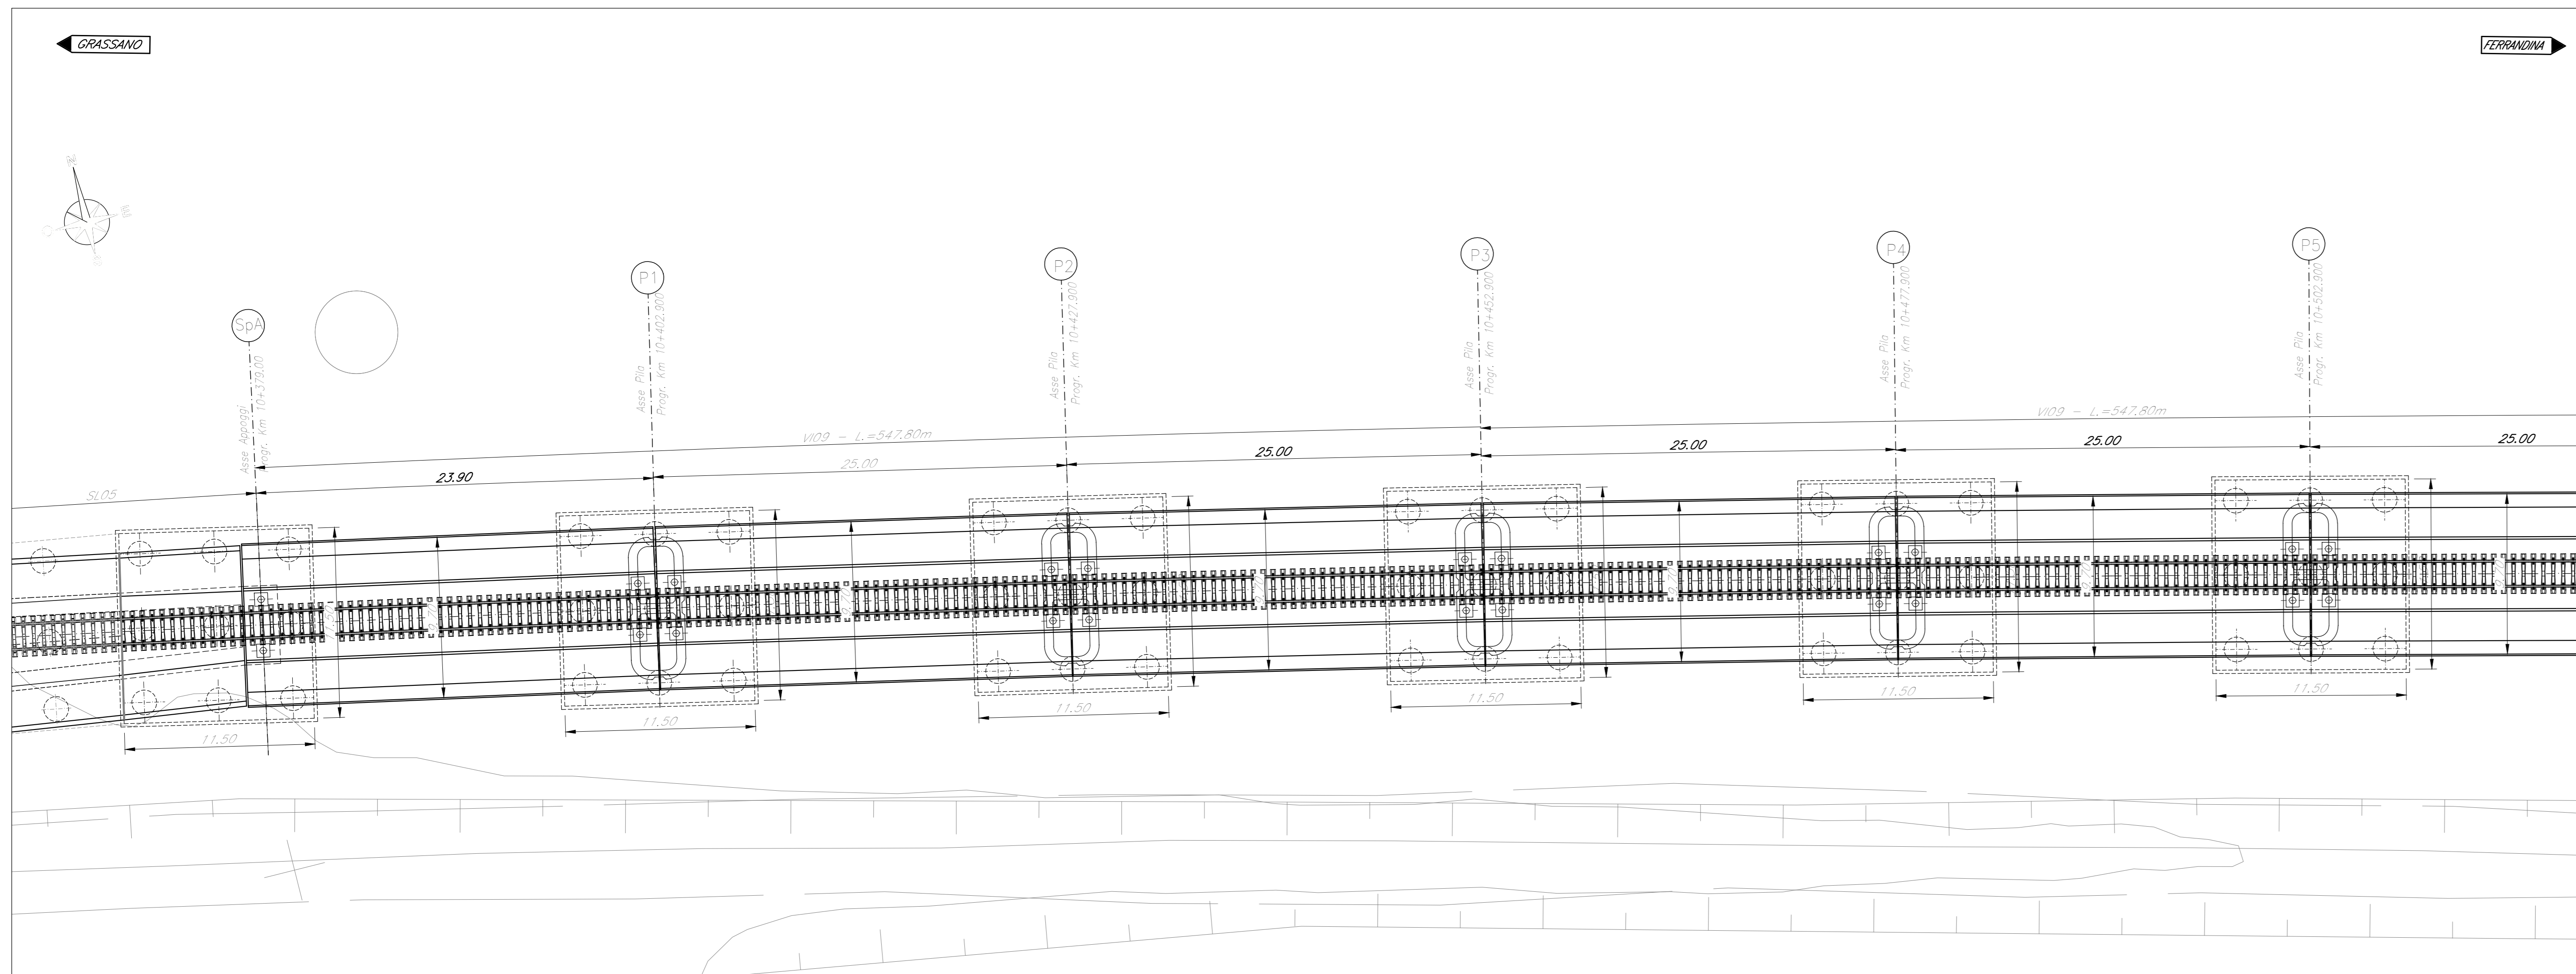 GRASSANO
FERRANDINA
SpA
P1
P2
P3
P4
P5
Asse Appoggi
Progr. Km 10+379.00
Asse Pila
Progr. Km 10+402.900
Asse Pila
Progr. Km 10+427.900
Asse Pila
Progr. Km 10+452.900
Asse Pila
Progr. Km 10+477.900
Asse Pila
Progr. Km 10+502.900
VI09 - L.=547.80m
VI09 - L.=547.80m
SL05
23.90
25.00
25.00
25.00
25.00
25.00
11.50
11.50
11.50
11.50
11.50
11.50